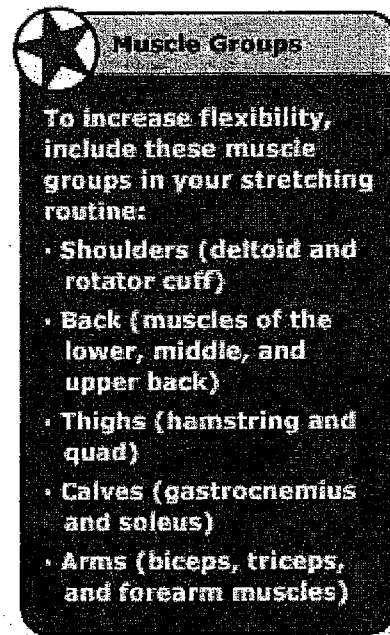 Muscle Groups
To increase flexibility,
include these muscle
groups in your stretching
routine:
· Shoulders (deltoid and
rotator cuff)
· Back (muscles of the
lower, middle, and
upper back)
· Thighs (hamstring and
quad)
· Calves (gastrocnemius
and soleus)
· Arms (biceps, triceps,
and forearm muscles)